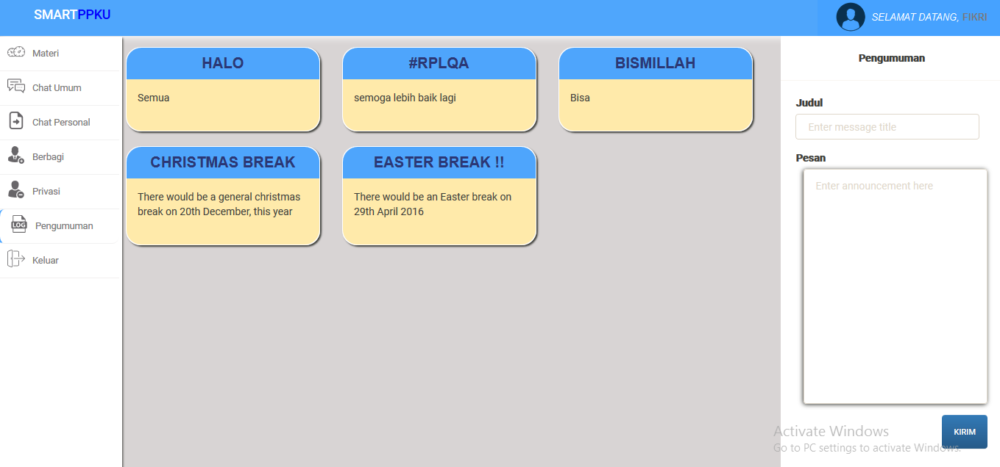 SMARTPPKU
SELAMAT DATANG, FIKRI
Materi
Chat Umum
Chat Personal
Berbagi
Privasi
LOG
Pengumuman
Keluar
HALO
Semua
#RPLQA
semoga lebih baik lagi
BISMILLAH
Bisa
CHRISTMAS BREAK
There would be a general christmas
break on 20th December, this year
EASTER BREAK !!
There would be an Easter break on
29th April 2016
Pengumuman
Judul
Enter message title
Pesan
Enter announcement here
KIRIM
Activate Windows
Go to PC settings to activate Windows.